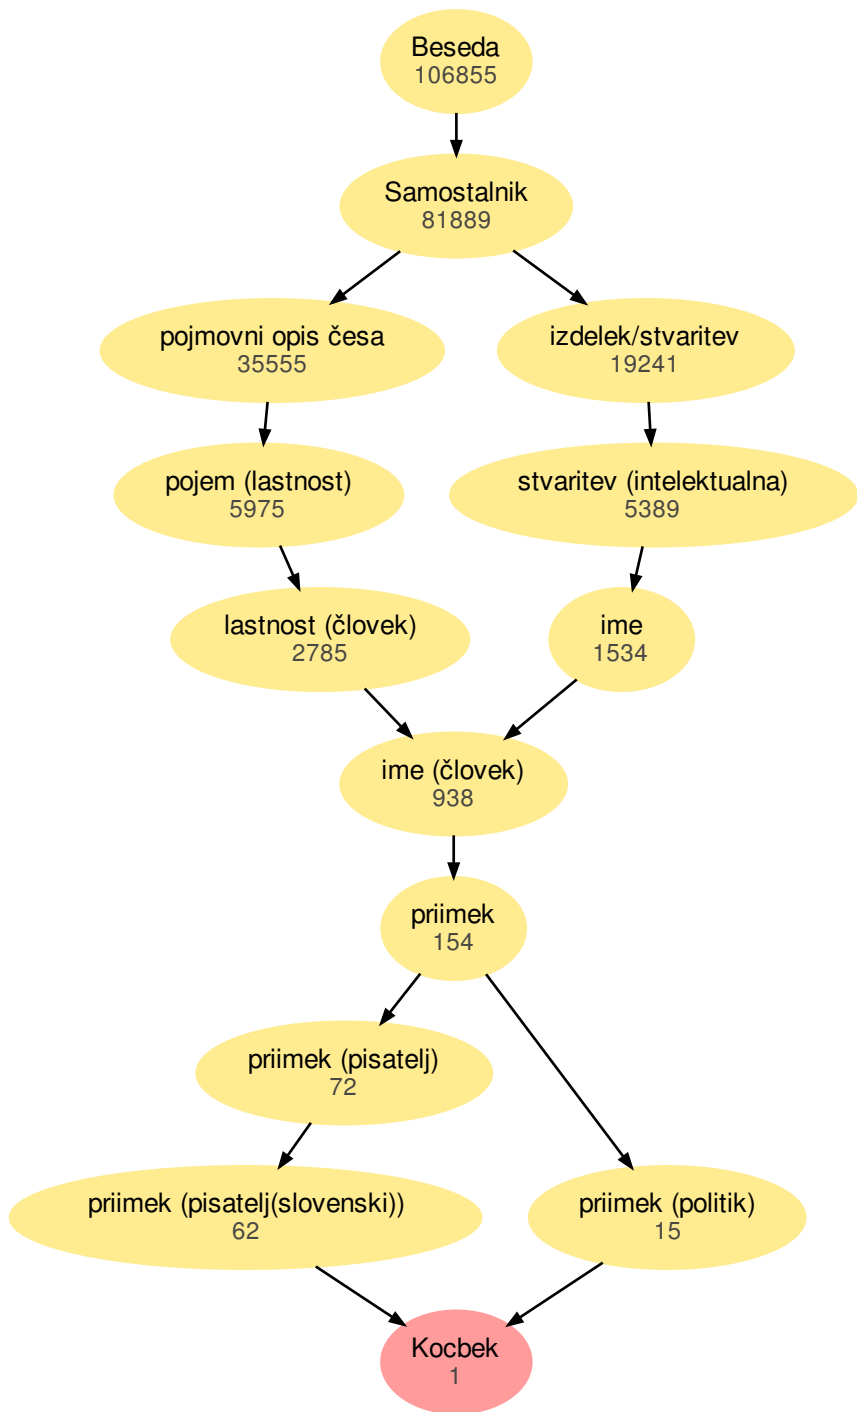 Beseda
106855
Samostalnik
81889
pojmovni opis česa
35555
izdelek/stvaritev
19241
pojem (lastnost)
5975
stvaritev (intelektualna)
5389
lastnost (človek)
2785
ime
1534
ime (človek)
938
priimek
154
priimek (pisatelj)
72
priimek (pisatelj(slovenski))
62
priimek (politik)
15
Kocbek
1